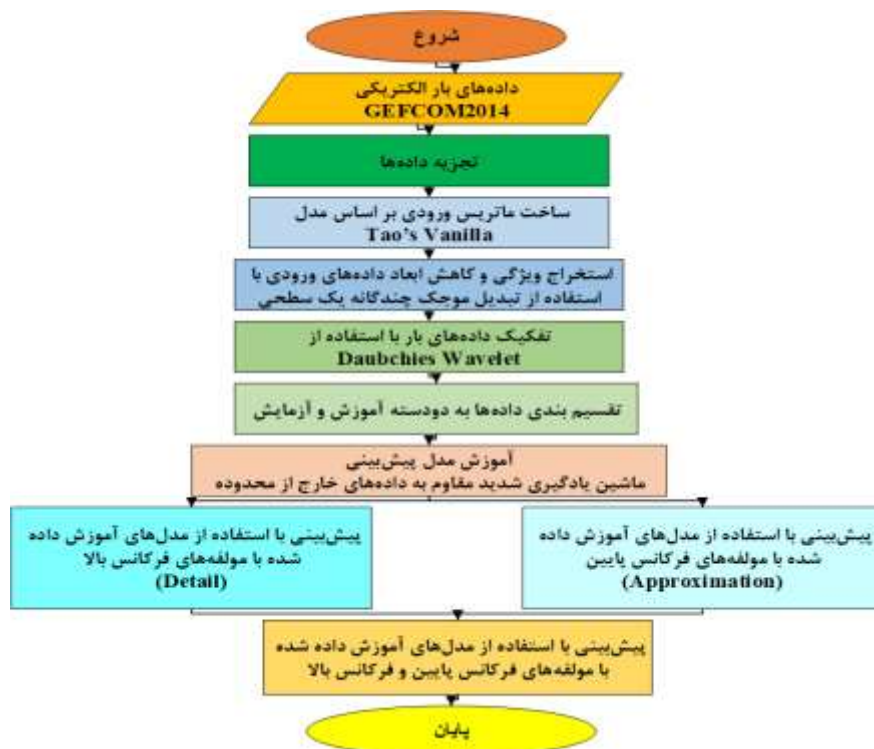 شروع
داده‌های بار الکتریکی
GEFCOM2014
تجزیه داده‌ها
ساخت ماتریس ورودی بر اساس مدل
Tao’s Vanilla
استخراج ویژگی و کاهش ابعاد داده‌های ورودی با
استفاده از تبدیل موجک چندگانه یک سطحی
تفکیک داده‌های بار با استفاده از
Daubchies Wavelet
تقسیم بندی داده‌ها به دودسته آموزش و آزمایش
آموزش مدل پیش‌بینی
ماشین یادگیری شدید مقاوم به داده‌های خارج از محدوده
پیش‌بینی با استفاده از مدل‌های آموزش داده
شده با مولفه‌های فرکانس پایین
(Approximation)
پیش‌بینی با استفاده از مدل‌های آموزش داده
شده با مولفه‌های فرکانس بالا
(Detail)
پیش‌بینی با استفاده از مدل‌های آموزش داده شده
با مولفه‌های فرکانس پایین و فرکانس بالا
پایان